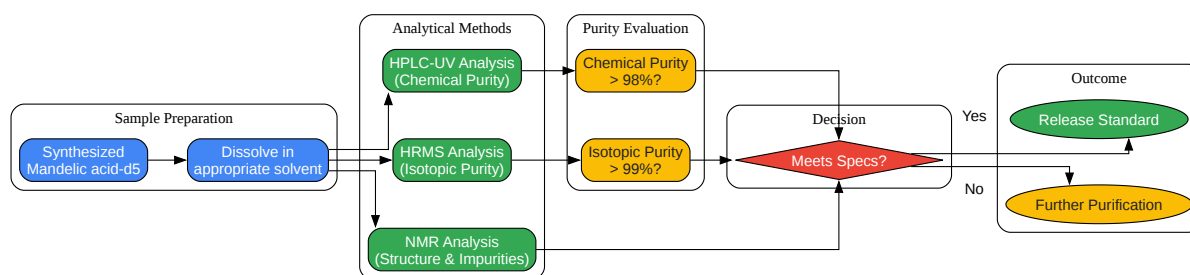 Sample Preparation
Synthesized
Mandelic acid-d5
Dissolve in
appropriate solvent
Analytical Methods
HPLC-UV Analysis
(Chemical Purity)
HRMS Analysis
(Isotopic Purity)
NMR Analysis
(Structure & Impurities)
Purity Evaluation
Chemical Purity
> 98%?
Isotopic Purity
> 99%?
Decision
Meets Specs?
Yes
No
Outcome
Release Standard
Further Purification